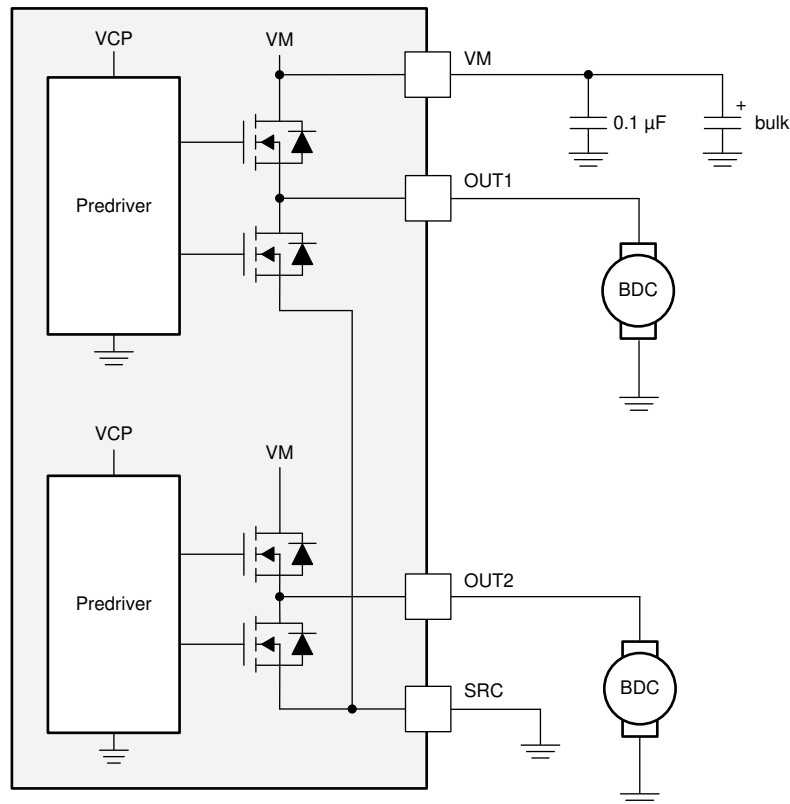 VCP
VM
VM
+
0.1 µF
bulk
OUT1
Predriver
BDC
VCP
VM
OUT2
Predriver
SRC
BDC